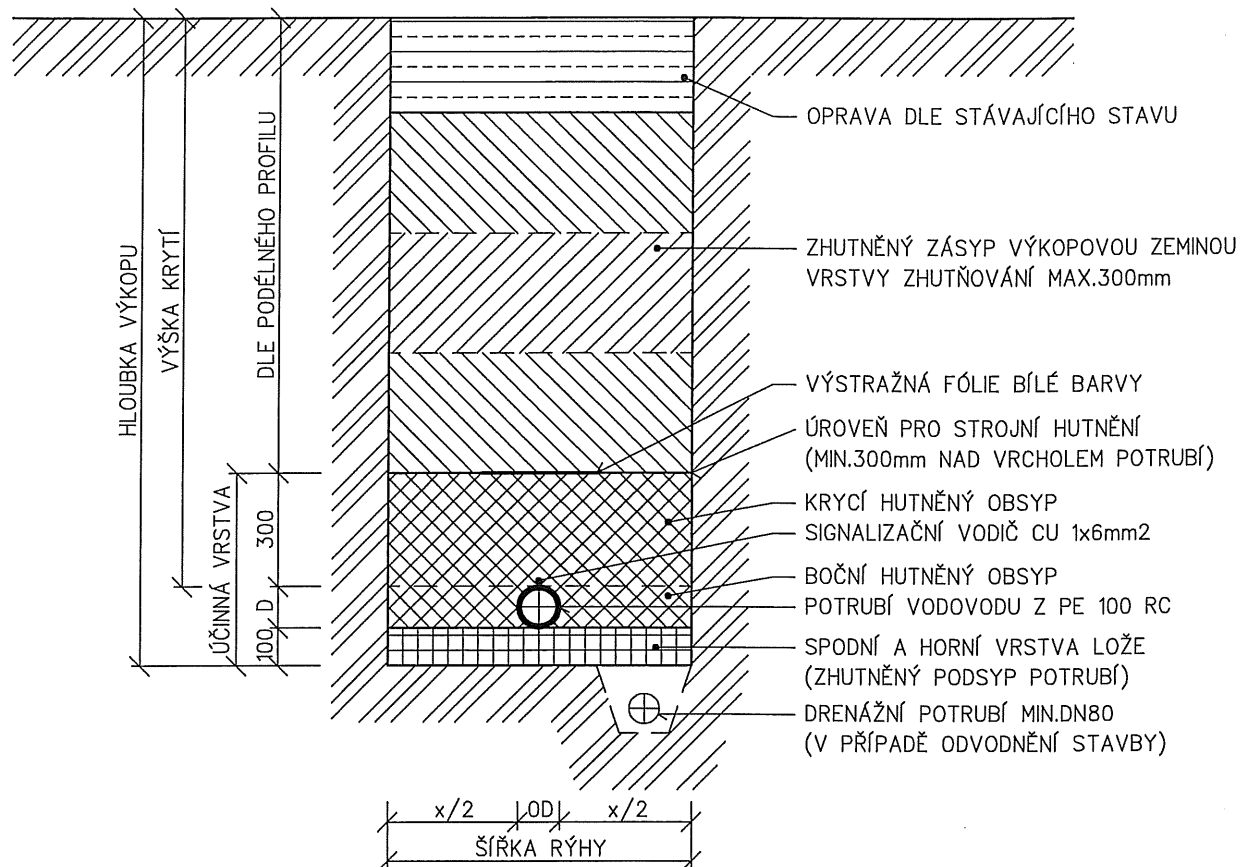 OPRAVA DLE STÁVAJÍCÍHO STAVU
ZHUTNĚNÝ ZÁSYP VÝKOPOVOU ZEMINOU
VRSTVY ZHUTŇOVÁNÍ MAX.300mm
VÝSTRAŽNÁ FÓLIE BÍLÉ BARVY
ÚROVEŇ PRO STROJNÍ HUTNĚNÍ
(MIN.300mm NAD VRCHOLEM POTRUBÍ)
KRYCÍ HUTNĚNÝ OBSYP
SIGNALIZAČNÍ VODIČ CU 1x6mm2
BOČNÍ HUTNĚNÝ OBSYP
POTRUBÍ VODOVODU Z PE 100 RC
SPODNÍ A HORNÍ VRSTVA LOŽE
(ZHUTNĚNÝ PODSYP POTRUBÍ)
DRENÁŽNÍ POTRUBÍ MIN.DN80
(V PŘÍPADĚ ODVODNĚNÍ STAVBY)
HLOUBKA VÝKOPU
VÝŠKA KRYTÍ
DLE PODÉLNÉHO PROFILU
ÚČINNÁ VRSTVA
300
D
100
x/2
OD
x/2
ŠÍŘKA RÝHY